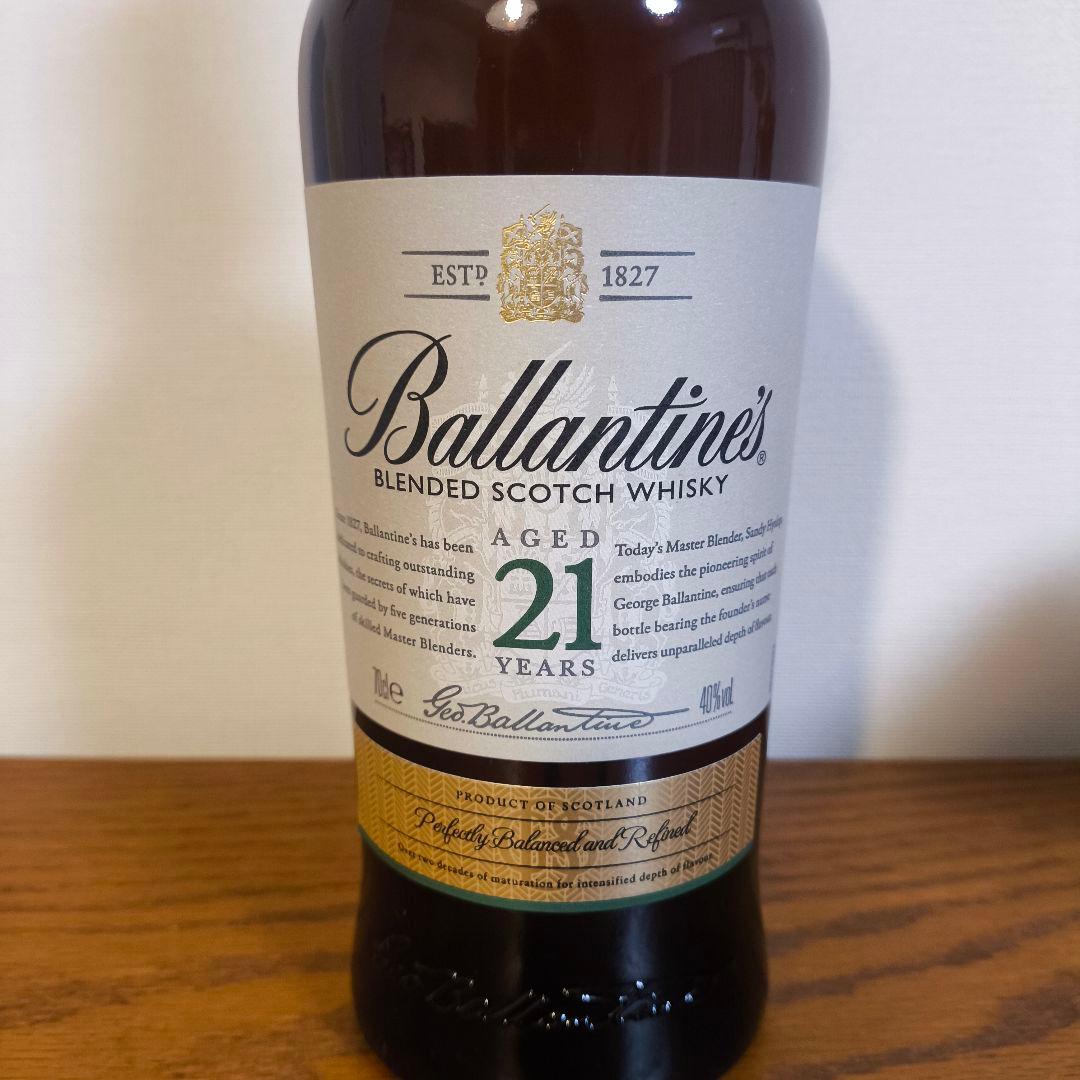 ESTD 1827
Ballantine's®
BLENDED SCOTCH WHISKY
1827, Ballantine's has been
to crafting outstanding
the secrets of which have
guarded by five generations
of skilled Master Blenders.
AGED
21
YEARS
Today's Master Blender, Sandy Hyslop
embodies the pioneering spirit of
George Ballantine, ensuring that each
bottle bearing the founder's name
delivers unparalleled depth of flavour.
Humani Generis
70cl e
Geo. Ballantine
40%vol
PRODUCT OF SCOTLAND
Perfectly Balanced and Refined
Over two decades of maturation for intensified depth of flavour